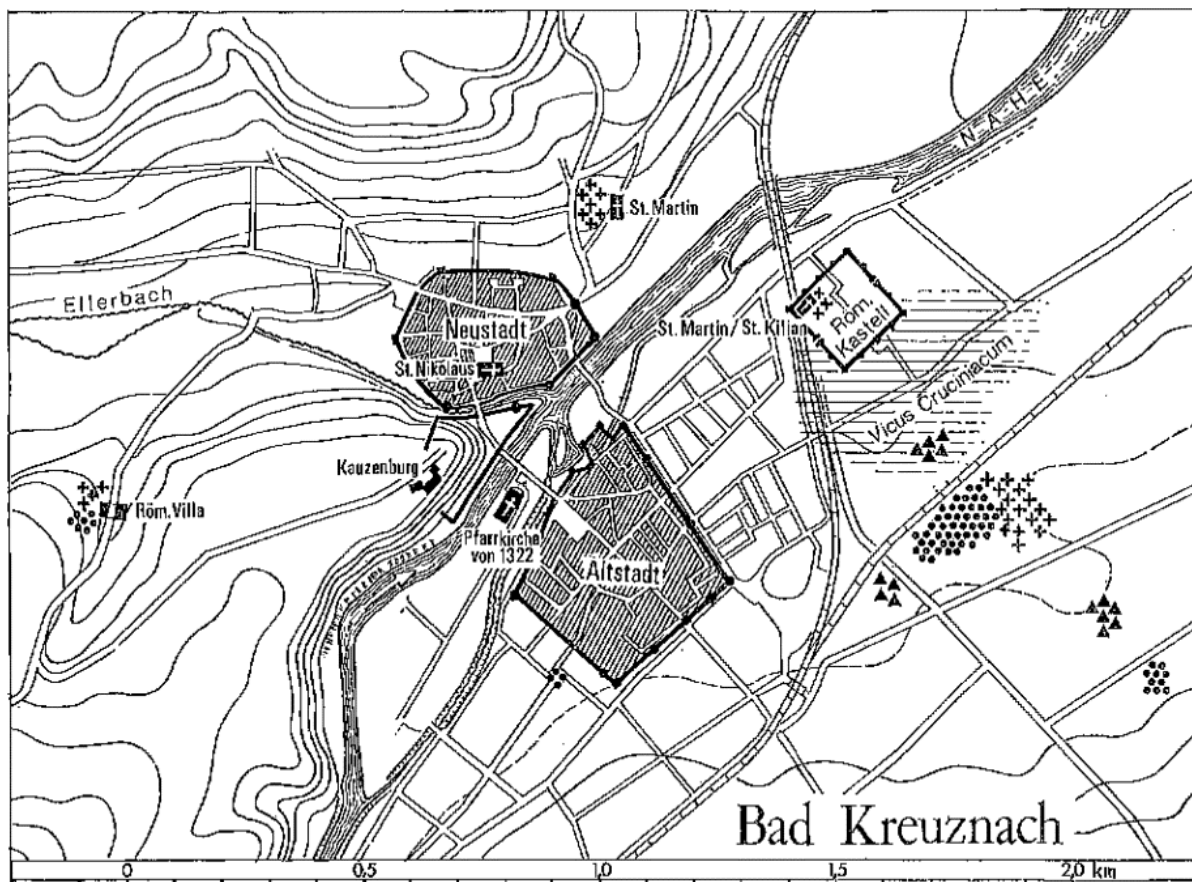 NAHE
St. Martin
Ellerbach
Neustadt
St. Nikolaus
St. Martin/St. Kilian
Röm.
Kastell
Vicus Cruciniacum
Kauzenburg
Röm. Villa
Pfarrkirche
von 1322
Altstadt
Bad Kreuznach
0 0,5 1,0 1,5 2,0 km